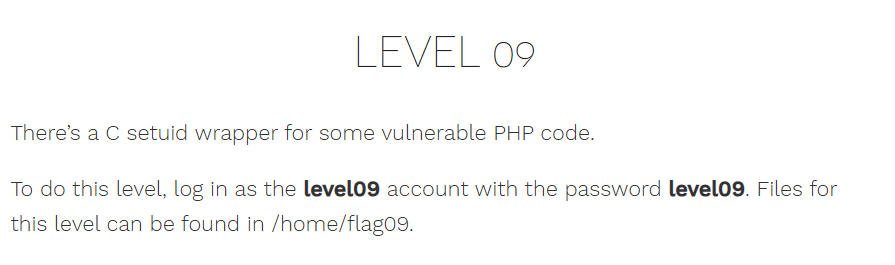 LEVEL 09
There’s a C setuid wrapper for some vulnerable PHP code.
To do this level, log in as the level09 account with the password level09. Files for
this level can be found in /home/flag09.